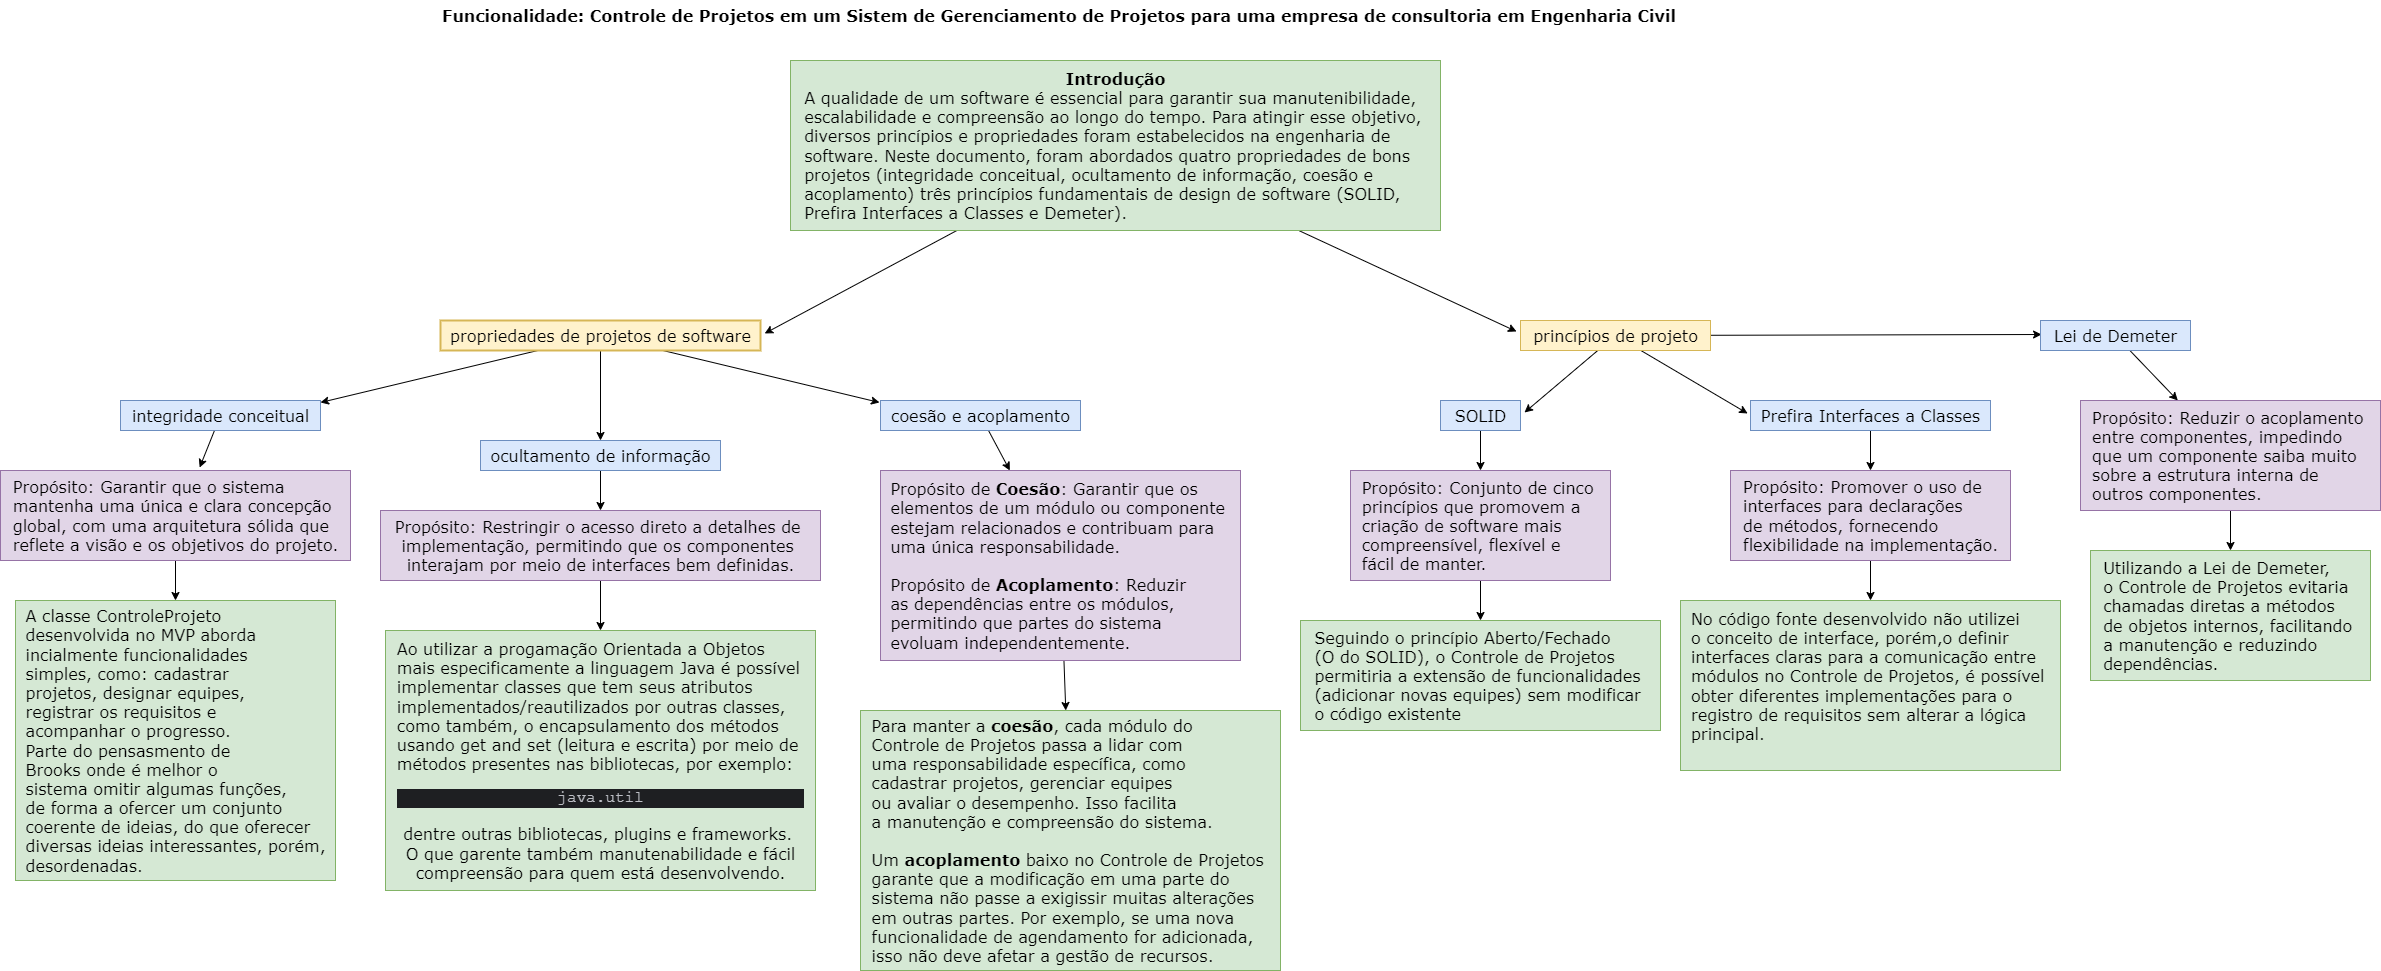 Funcionalidade: Controle de Projetos em um Sistem de Gerenciamento de Projetos para uma empresa de consultoria em Engenharia Civil
Introdução
A qualidade de um software é essencial para garantir sua manutenibilidade,
escalabilidade e compreensão ao longo do tempo. Para atingir esse objetivo,
diversos princípios e propriedades foram estabelecidos na engenharia de
software. Neste documento, foram abordados quatro propriedades de bons
projetos (integridade conceitual, ocultamento de informação, coesão e
acoplamento) três princípios fundamentais de design de software (SOLID,
Prefira Interfaces a Classes e Demeter).
propriedades de projetos de software
integridade conceitual
Propósito: Garantir que o sistema
mantenha uma única e clara concepção
global, com uma arquitetura sólida que
reflete a visão e os objetivos do projeto.
A classe ControleProjeto
desenvolvida no MVP aborda
incialmente funcionalidades
simples, como: cadastrar
projetos, designar equipes,
registrar os requisitos e
acompanhar o progresso.
Parte do pensasmento de
Brooks onde é melhor o
sistema omitir algumas funções,
de forma a ofercer um conjunto
coerente de ideias, do que oferecer
diversas ideias interessantes, porém,
desordenadas.
ocultamento de informação
Propósito: Restringir o acesso direto a detalhes de
implementação, permitindo que os componentes
interajam por meio de interfaces bem definidas.
Ao utilizar a progamação Orientada a Objetos
mais especificamente a linguagem Java é possível
implementar classes que tem seus atributos
implementados/reautilizados por outras classes,
como também, o encapsulamento dos métodos
usando get and set (leitura e escrita) por meio de
métodos presentes nas bibliotecas, por exemplo:
java.util
dentre outras bibliotecas, plugins e frameworks.
O que garente também manutenabilidade e fácil
compreensão para quem está desenvolvendo.
coesão e acoplamento
Propósito de Coesão: Garantir que os
elementos de um módulo ou componente
estejam relacionados e contribuam para
uma única responsabilidade.
Propósito de Acoplamento: Reduzir
as dependências entre os módulos,
permitindo que partes do sistema
evoluam independentemente.
Para manter a coesão, cada módulo do
Controle de Projetos passa a lidar com
uma responsabilidade específica, como
cadastrar projetos, gerenciar equipes
ou avaliar o desempenho. Isso facilita
a manutenção e compreensão do sistema.
Um acoplamento baixo no Controle de Projetos
garante que a modificação em uma parte do
sistema não passe a exigissir muitas alterações
em outras partes. Por exemplo, se uma nova
funcionalidade de agendamento for adicionada,
isso não deve afetar a gestão de recursos.
princípios de projeto
SOLID
Propósito: Conjunto de cinco
princípios que promovem a
criação de software mais
compreensível, flexível e
fácil de manter.
Seguindo o princípio Aberto/Fechado
(O do SOLID), o Controle de Projetos
permitiria a extensão de funcionalidades
(adicionar novas equipes) sem modificar
o código existente
Prefira Interfaces a Classes
Propósito: Promover o uso de
interfaces para declarações
de métodos, fornecendo
flexibilidade na implementação.
No código fonte desenvolvido não utilizei
o conceito de interface, porém,o definir
interfaces claras para a comunicação entre
módulos no Controle de Projetos, é possível
obter diferentes implementações para o
registro de requisitos sem alterar a lógica
principal.
Lei de Demeter
Propósito: Reduzir o acoplamento
entre componentes, impedindo
que um componente saiba muito
sobre a estrutura interna de
outros componentes.
Utilizando a Lei de Demeter,
o Controle de Projetos evitaria
chamadas diretas a métodos
de objetos internos, facilitando
a manutenção e reduzindo
dependências.